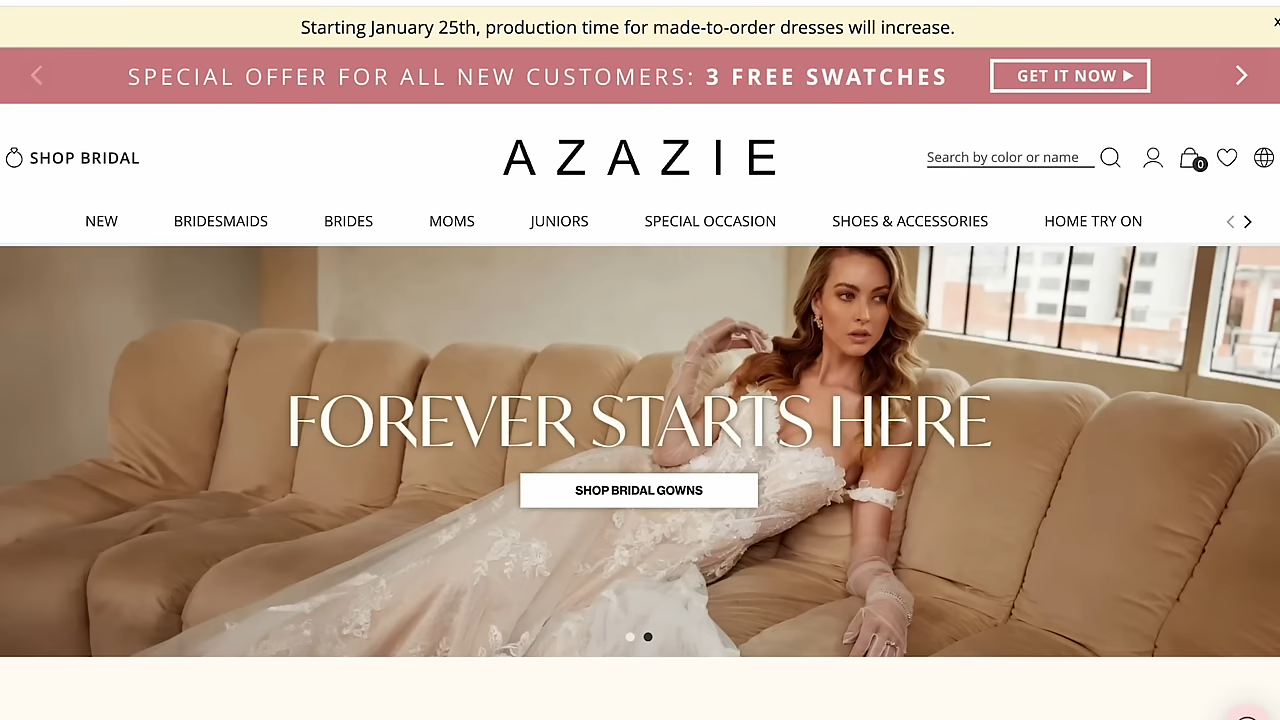 Starting January 25th, production time for made-to-order dresses will increase.
SPECIAL OFFER FOR ALL NEW CUSTOMERS: 3 FREE SWATCHES
GET IT NOW
SHOP BRIDAL
AZAZIE
Search by color or name
0
NEW BRIDESMAIDS BRIDES MOMS JUNIORS SPECIAL OCCASION SHOES & ACCESSORIES HOME TRY ON
FOREVER STARTS HERE
SHOP BRIDAL GOWNS